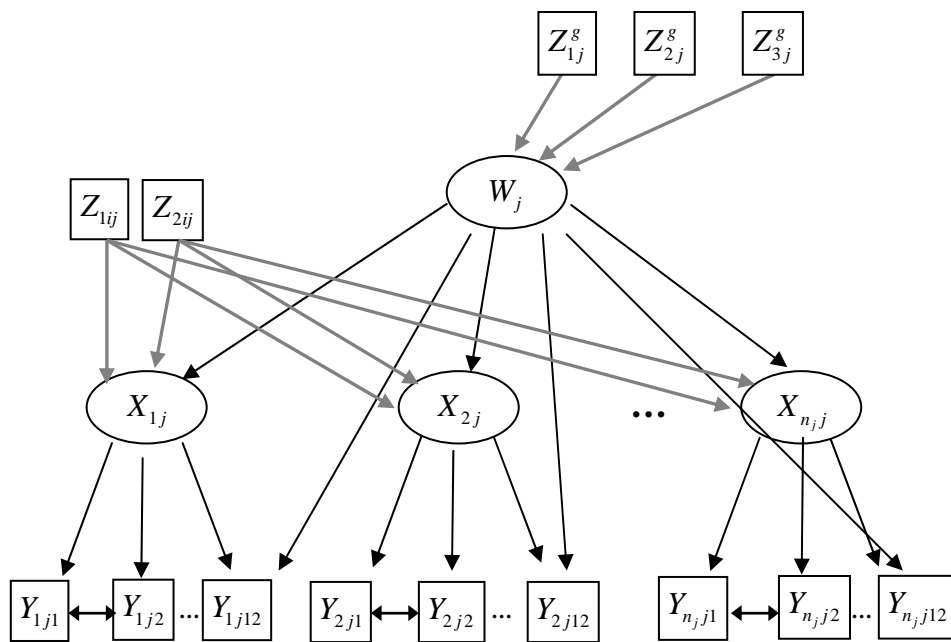 Z^g_{1j} Z^g_{2j} Z^g_{3j}
W_j
Z_{1ij} Z_{2ij}
X_{1j} X_{2j} ... X_{n_j j}
Y_{1j1} Y_{1j2} ... Y_{1j12} Y_{2j1} Y_{2j2} ... Y_{2j12} Y_{n_j j1} Y_{n_j j2} ... Y_{n_j j12}